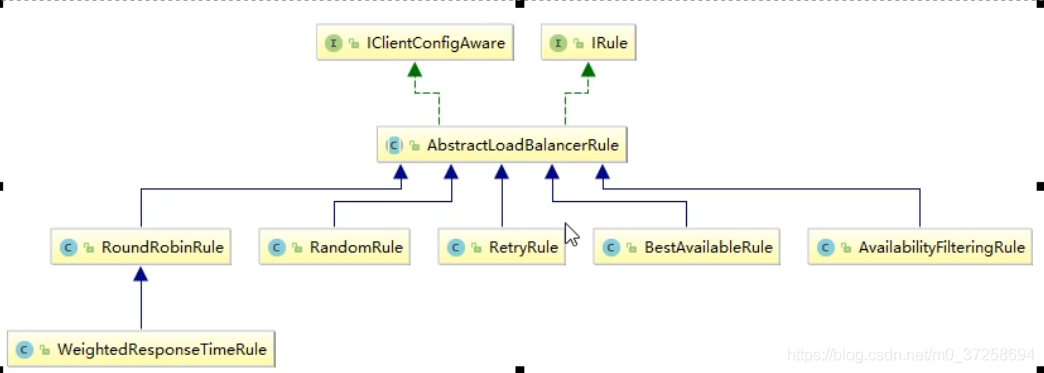 IClientConfigAware
IRule
AbstractLoadBalancerRule
RoundRobinRule
RandomRule
RetryRule
BestAvailableRule
AvailabilityFilteringRule
WeightedResponseTimeRule
https://blog.csdn.net/m0_37258694